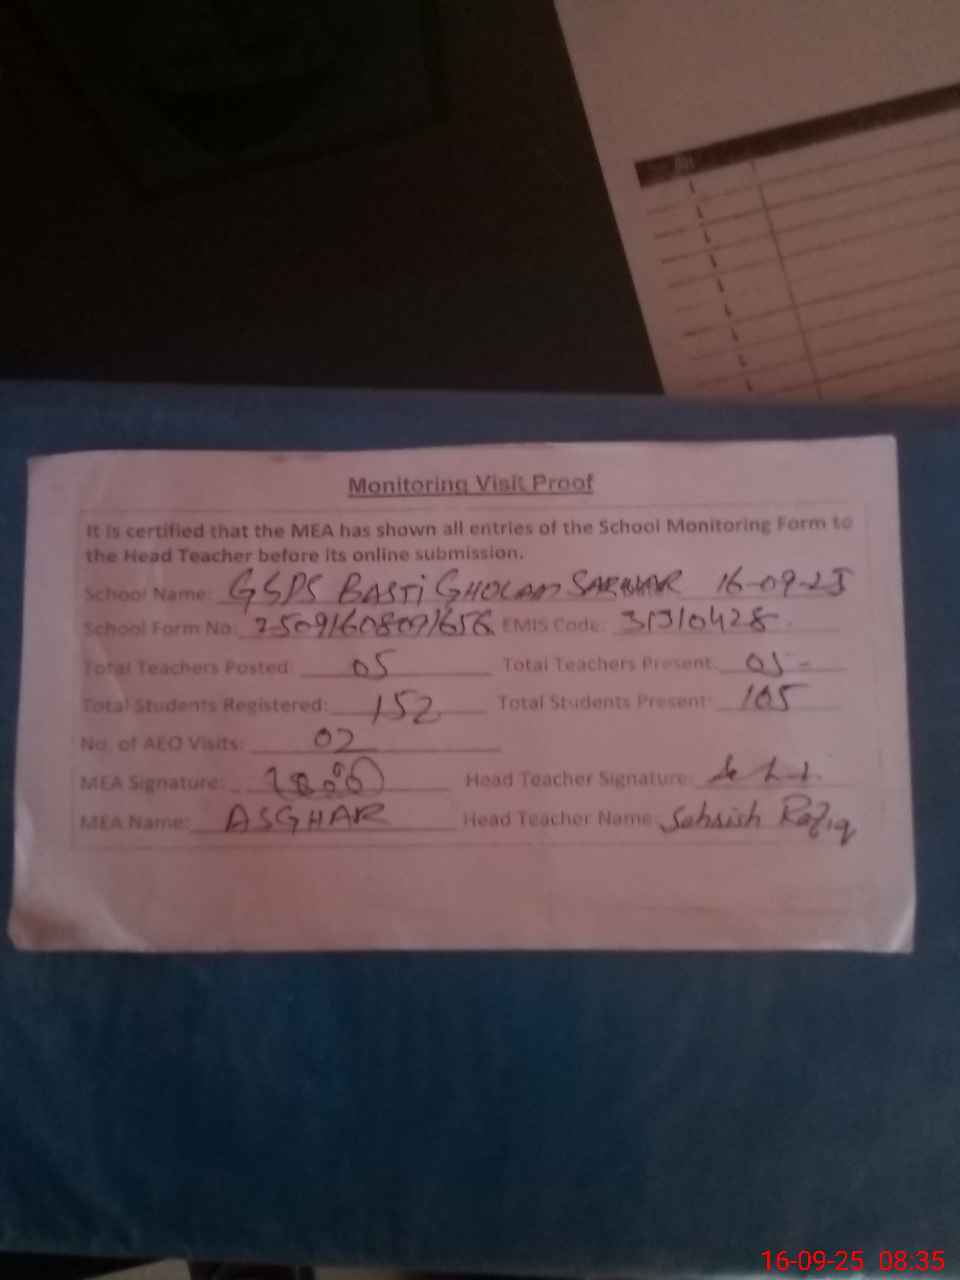 Monitoring Visit Proof
It is certified that the MEA has shown all entries of the School Monitoring Form to
the Head Teacher before its online submission.
School Name: GSPS BASTI GHOLAM SARWAR 16-09-25
School Form No: EMIS Code: 31310428
Total Teachers Posted: 05 Total Teachers Present: 05
Total Students Registered: 152 Total Students Present: 105
No. of AEO Visits: 02
MEA Signature: Head Teacher Signature:
MEA Name: ASGHAR Head Teacher Name: Sehrish Rafiq
16-09-25 08:35